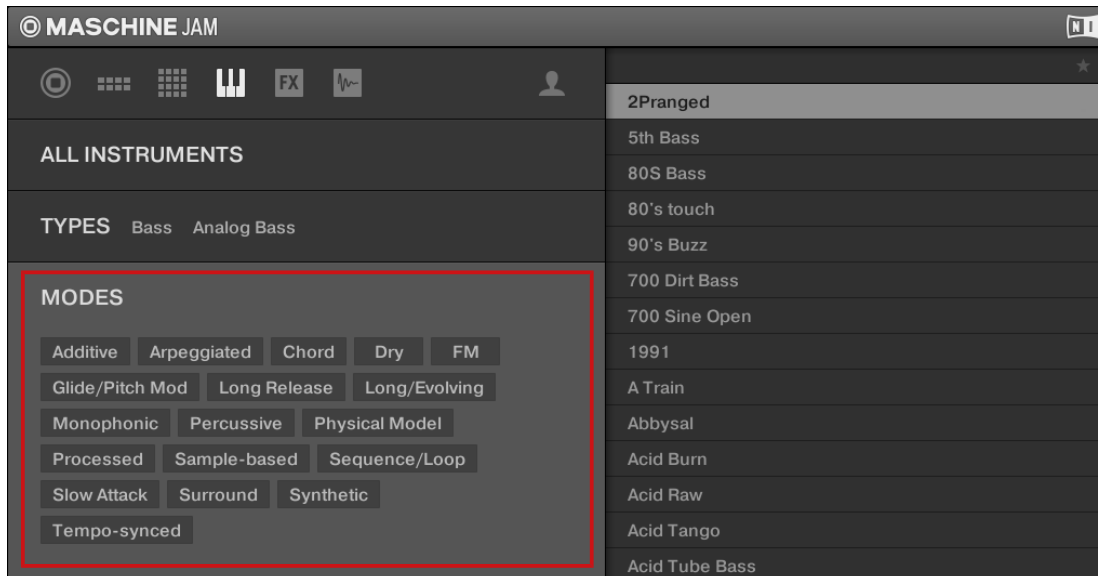 MASCHINE JAM NI
FX
ALL INSTRUMENTS
TYPES Bass Analog Bass
MODES
Additive Arpeggiated Chord Dry FM
Glide/Pitch Mod Long Release Long/Evolving
Monophonic Percussive Physical Model
Processed Sample-based Sequence/Loop
Slow Attack Surround Synthetic
Tempo-synced
2Pranged
5th Bass
80S Bass
80's touch
90's Buzz
700 Dirt Bass
700 Sine Open
1991
A Train
Abbysal
Acid Burn
Acid Raw
Acid Tango
Acid Tube Bass